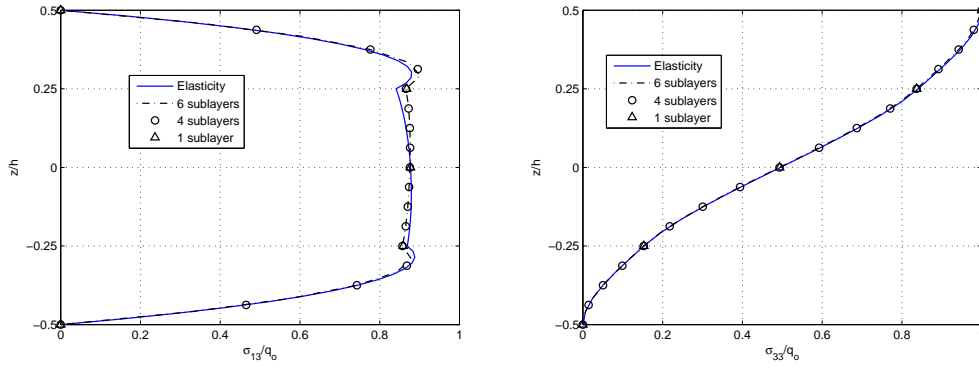 0.5
0.25
0
−0.25
−0.5
z/h
Elasticity
6 sublayers
4 sublayers
1 sublayer
0 0.2 0.4 0.6 0.8 1
σ13/qo
0.5
0.25
0
−0.25
−0.5
z/h
Elasticity
6 sublayers
4 sublayers
1 sublayer
0 0.2 0.4 0.6 0.8 1
σ33/qo